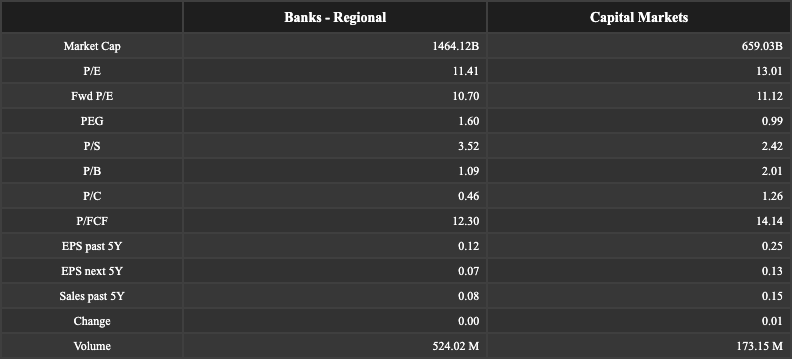 Banks - Regional Capital Markets
Market Cap 1464.12B 659.03B
P/E 11.41 13.01
Fwd P/E 10.70 11.12
PEG 1.60 0.99
P/S 3.52 2.42
P/B 1.09 2.01
P/C 0.46 1.26
P/FCF 12.30 14.14
EPS past 5Y 0.12 0.25
EPS next 5Y 0.07 0.13
Sales past 5Y 0.08 0.15
Change 0.00 0.01
Volume 524.02 M 173.15 M